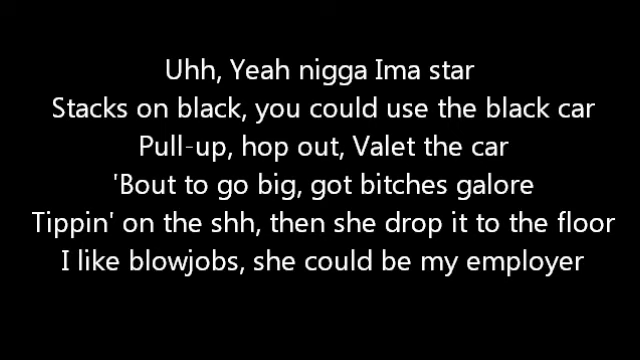 Uhh, Yeah nigga Ima star
Stacks on black, you could use the black car
Pull-up, hop out, Valet the car
'Bout to go big, got bitches galore
Tippin' on the shh, then she drop it to the floor
I like blowjobs, she could be my employer